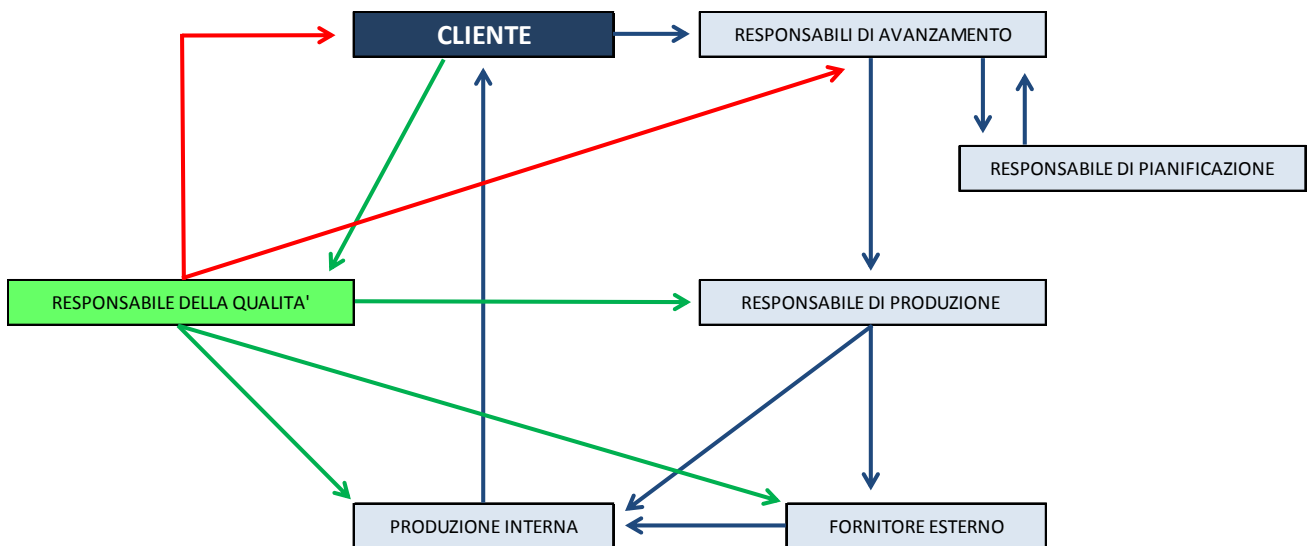 CLIENTE
RESPONSABILI DI AVANZAMENTO
RESPONSABILE DI PIANIFICAZIONE
RESPONSABILE DELLA QUALITA'
RESPONSABILE DI PRODUZIONE
PRODUZIONE INTERNA
FORNITORE ESTERNO